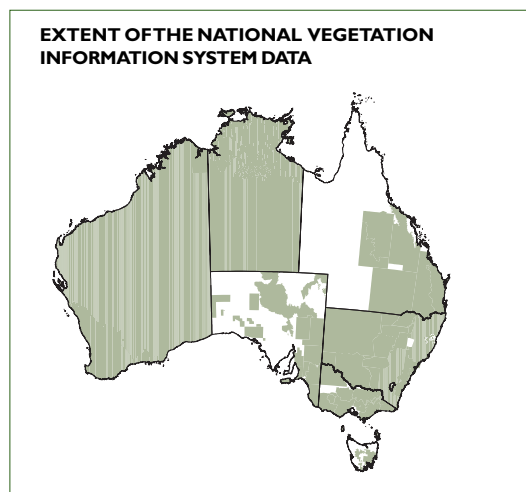 EXTENT OF THE NATIONAL VEGETATION
INFORMATION SYSTEM DATA